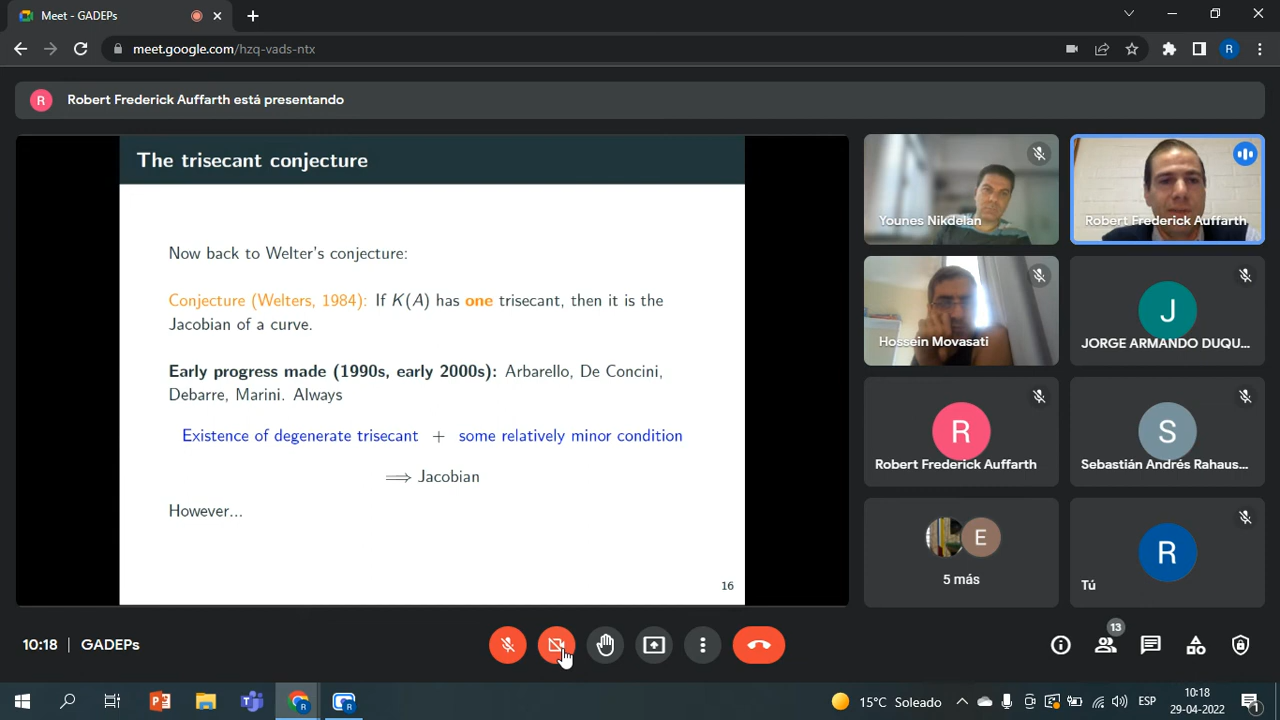 Meet - GADEPs
meet.google.com/hzq-vads-ntx
R
R
Robert Frederick Auffarth está presentando
The trisecant conjecture
Now back to Welter's conjecture:
Conjecture (Welters, 1984): If K(A) has one trisecant, then it is the
Jacobian of a curve.
Early progress made (1990s, early 2000s): Arbarello, De Concini,
Debarre, Marini. Always
Existence of degenerate trisecant + some relatively minor condition
⟹ Jacobian
However...
16
Younes Nikdelan
Robert Frederick Auffarth
Hossein Movasati
J
JORGE ARMANDO DUQU...
R
Robert Frederick Auffarth
S
Sebastián Andrés Rahaus...
E
5 más
R
Tú
10:18 | GADEPs
13
15°C Soleado
ESP
10:18
29-04-2022
1